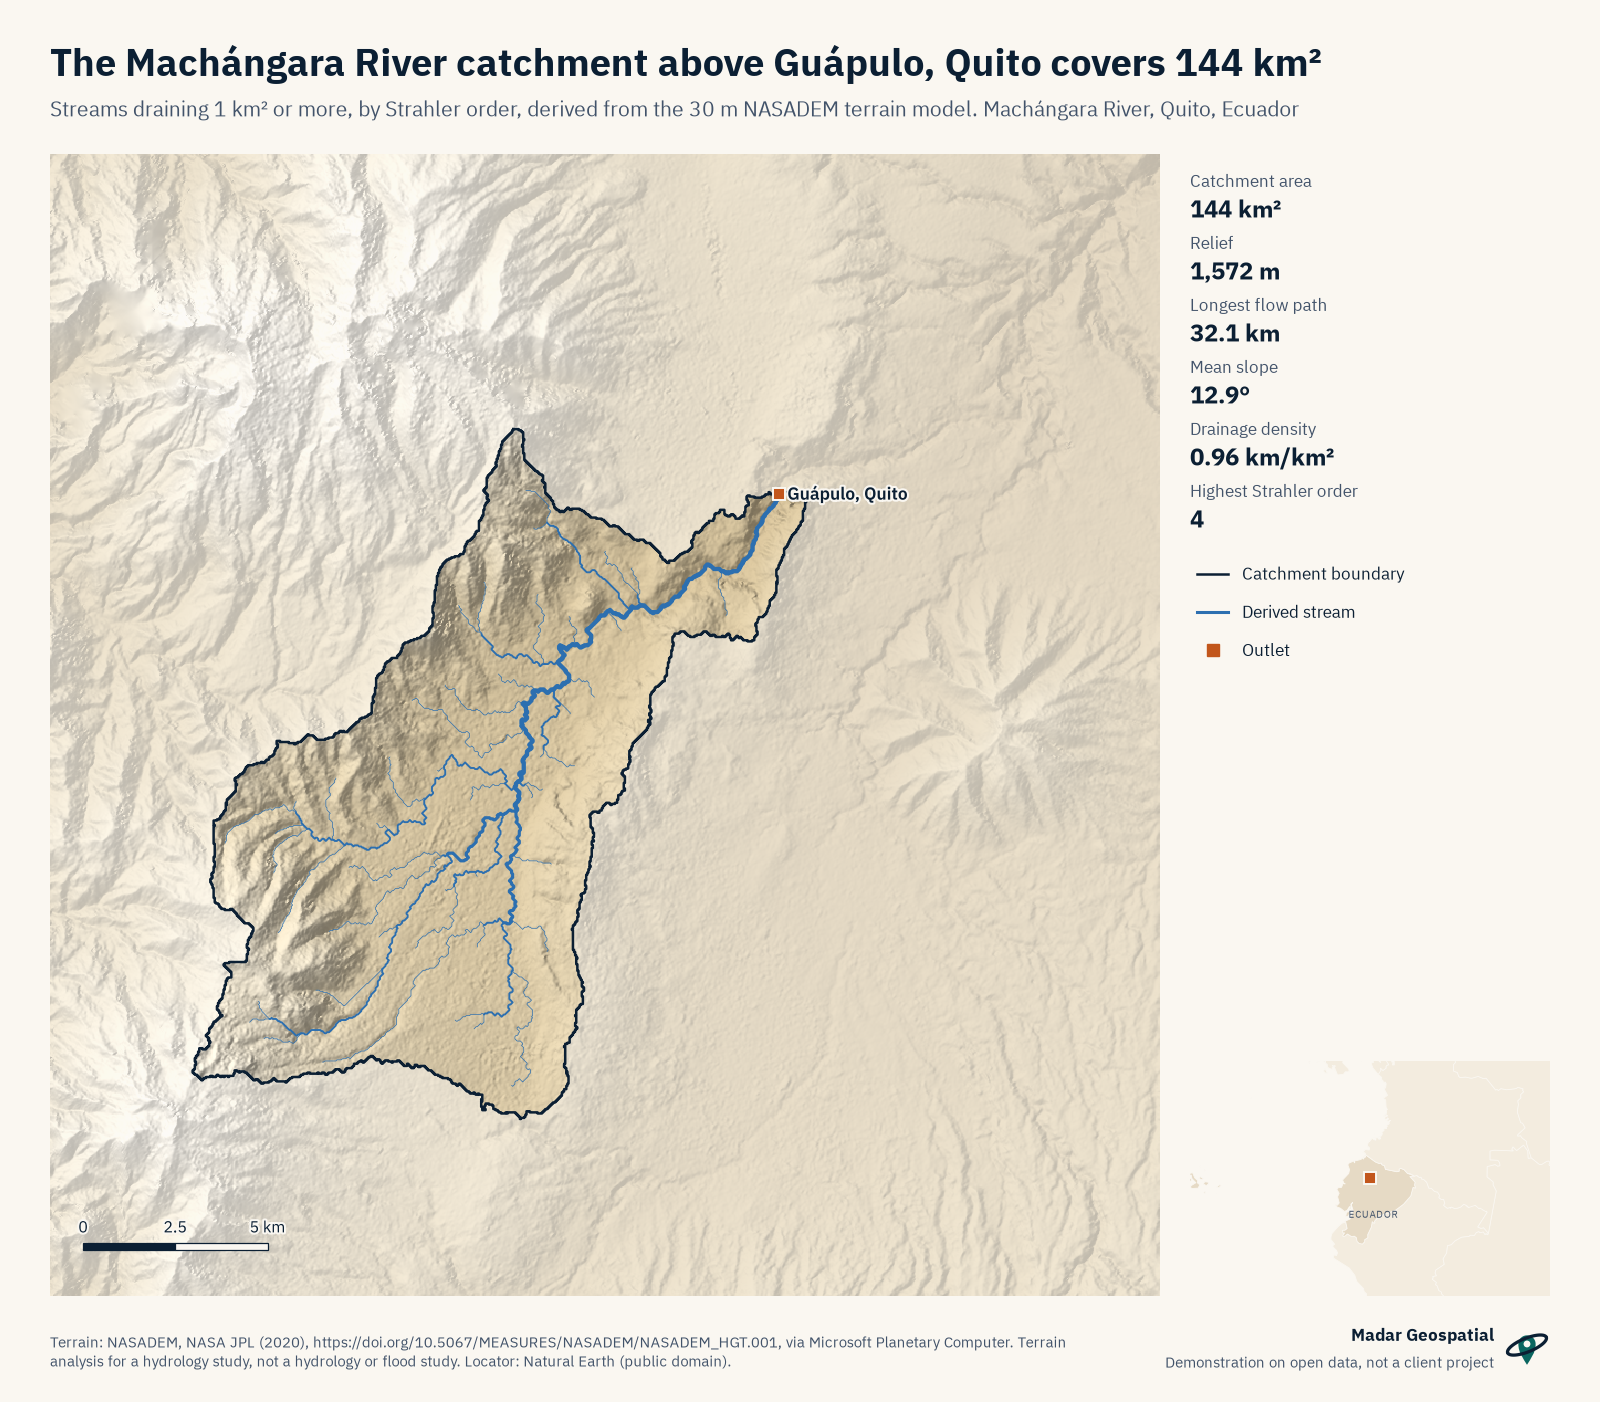 The Machángara River catchment above Guápulo, Quito covers 144 km²
Streams draining 1 km² or more, by Strahler order, derived from the 30 m NASADEM terrain model. Machángara River, Quito, Ecuador
Catchment area
144 km²
Relief
1,572 m
Longest flow path
32.1 km
Mean slope
12.9°
Drainage density
0.96 km/km²
Highest Strahler order
4
Catchment boundary
Derived stream
Outlet
Guápulo, Quito
0 2.5 5 km
ECUADOR
Terrain: NASADEM, NASA JPL (2020), https://doi.org/10.5067/MEASURES/NASADEM/NASADEM_HGT.001, via Microsoft Planetary Computer. Terrain
analysis for a hydrology study, not a hydrology or flood study. Locator: Natural Earth (public domain).
Madar Geospatial
Demonstration on open data, not a client project